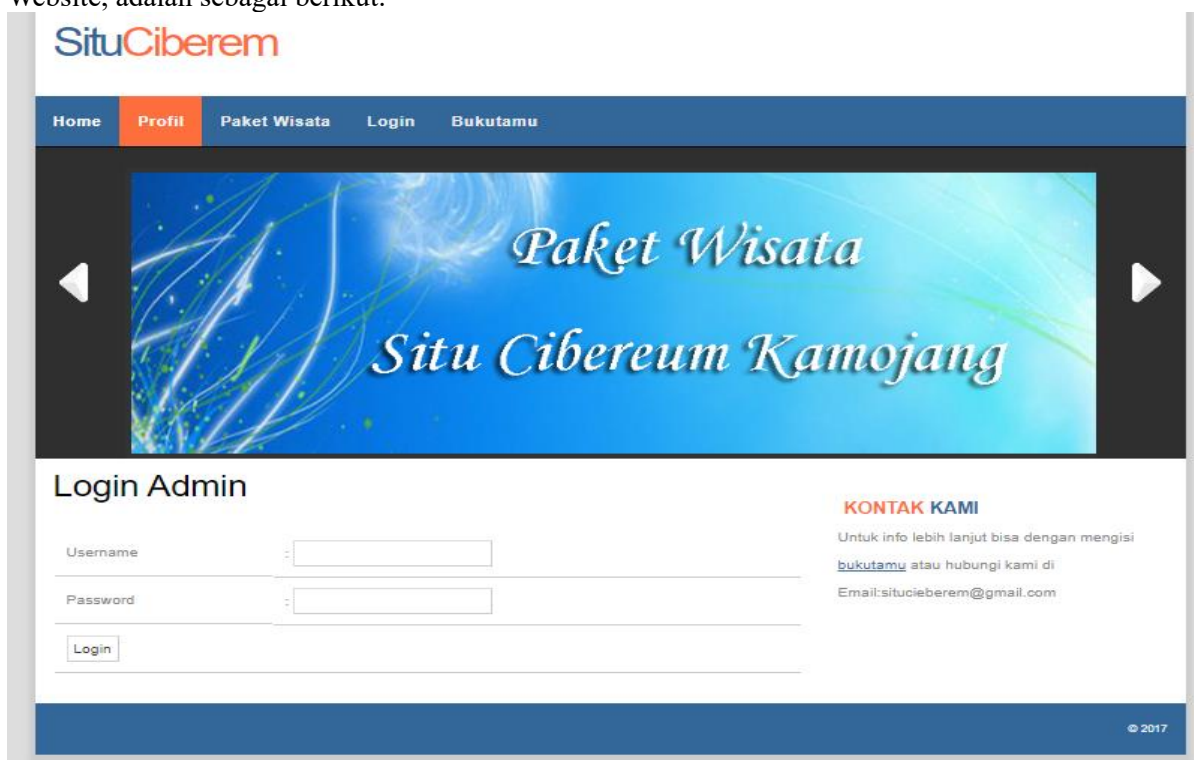 Website, adalah sebagai berikut:
SituCiberem
Home Profil Paket Wisata Login Bukutamu
Paket Wisata
Situ Cibereum Kamojang
Login Admin
Username :
Password :
Login
KONTAK KAMI
Untuk info lebih lanjut bisa dengan mengisi
bukutamu atau hubungi kami di
Email:situcieberem@gmail.com
© 2017